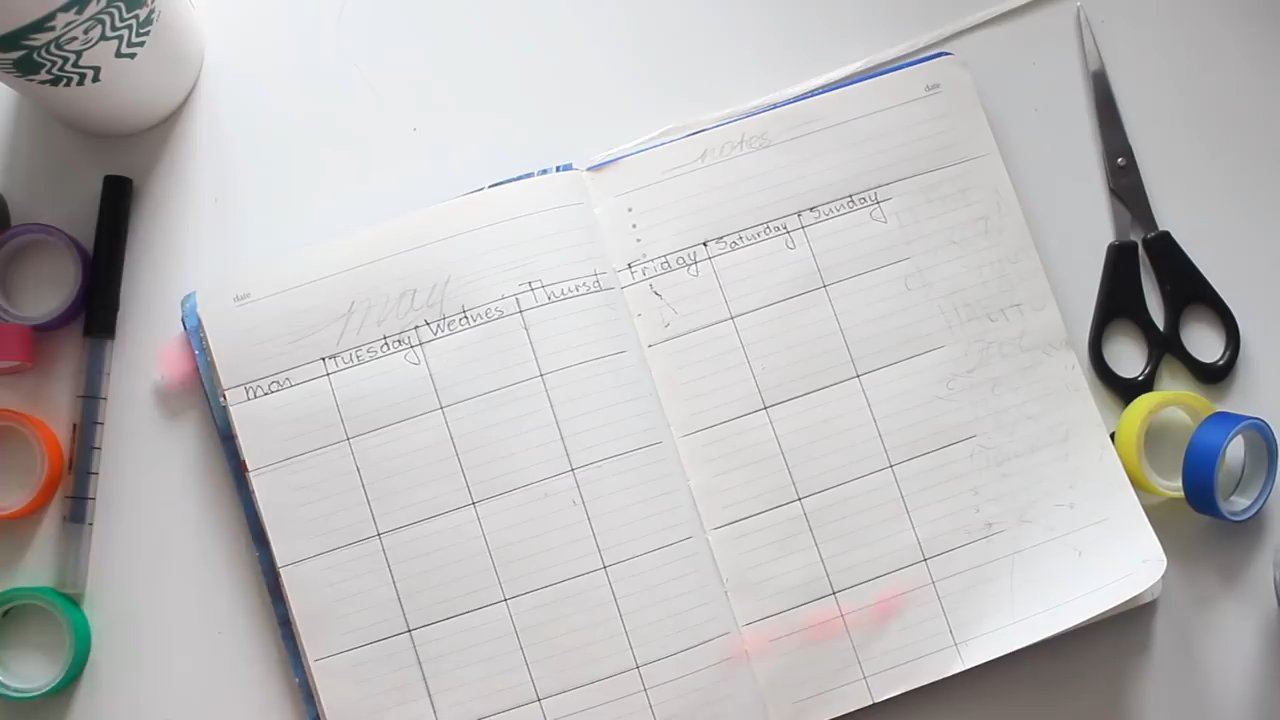 date
may
mon Tuesday Wednes Thursd
date
notes
Friday Saturday Sunday